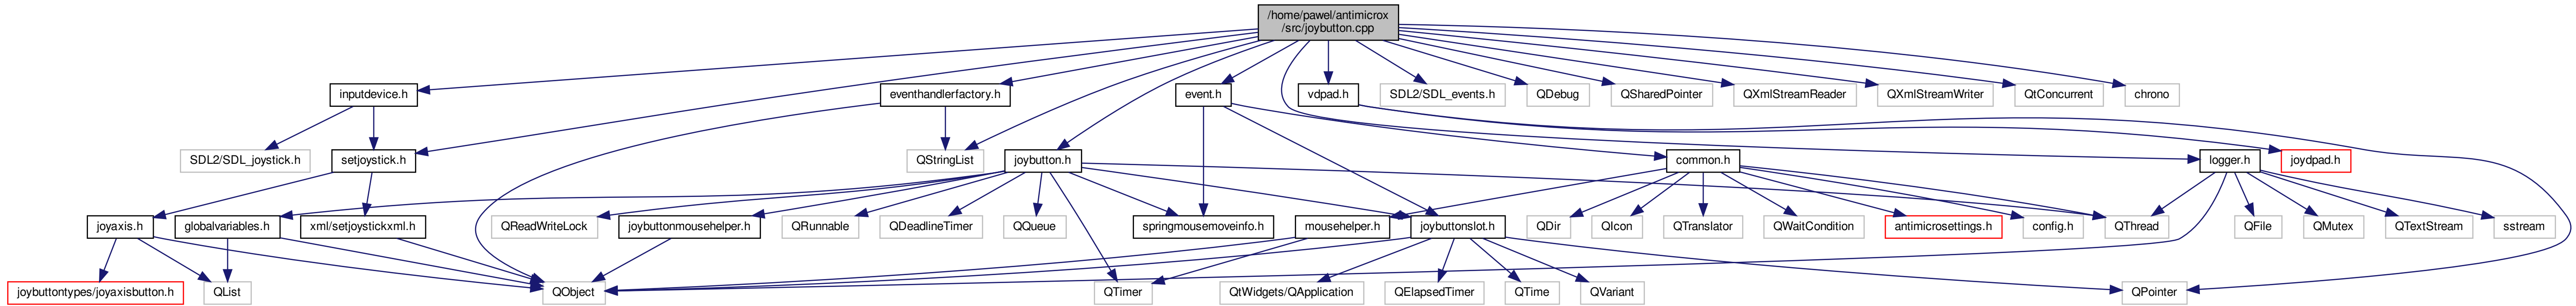 /home/pawel/antimicrox
/src/joybutton.cpp
inputdevice.h
eventhandlerfactory.h
event.h
vdpad.h
SDL2/SDL_events.h
QDebug
QSharedPointer
QXmlStreamReader
QXmlStreamWriter
QtConcurrent
chrono
SDL2/SDL_joystick.h
setjoystick.h
QStringList
joybutton.h
common.h
logger.h
joydpad.h
joyaxis.h
globalvariables.h
xml/setjoystickxml.h
QReadWriteLock
joybuttonmousehelper.h
QRunnable
QDeadlineTimer
QQueue
springmousemoveinfo.h
mousehelper.h
joybuttonslot.h
QDir
QIcon
QTranslator
QWaitCondition
antimicrosettings.h
config.h
QThread
QFile
QMutex
QTextStream
sstream
joybuttontypes/joyaxisbutton.h
QList
QObject
QTimer
QtWidgets/QApplication
QElapsedTimer
QTime
QVariant
QPointer